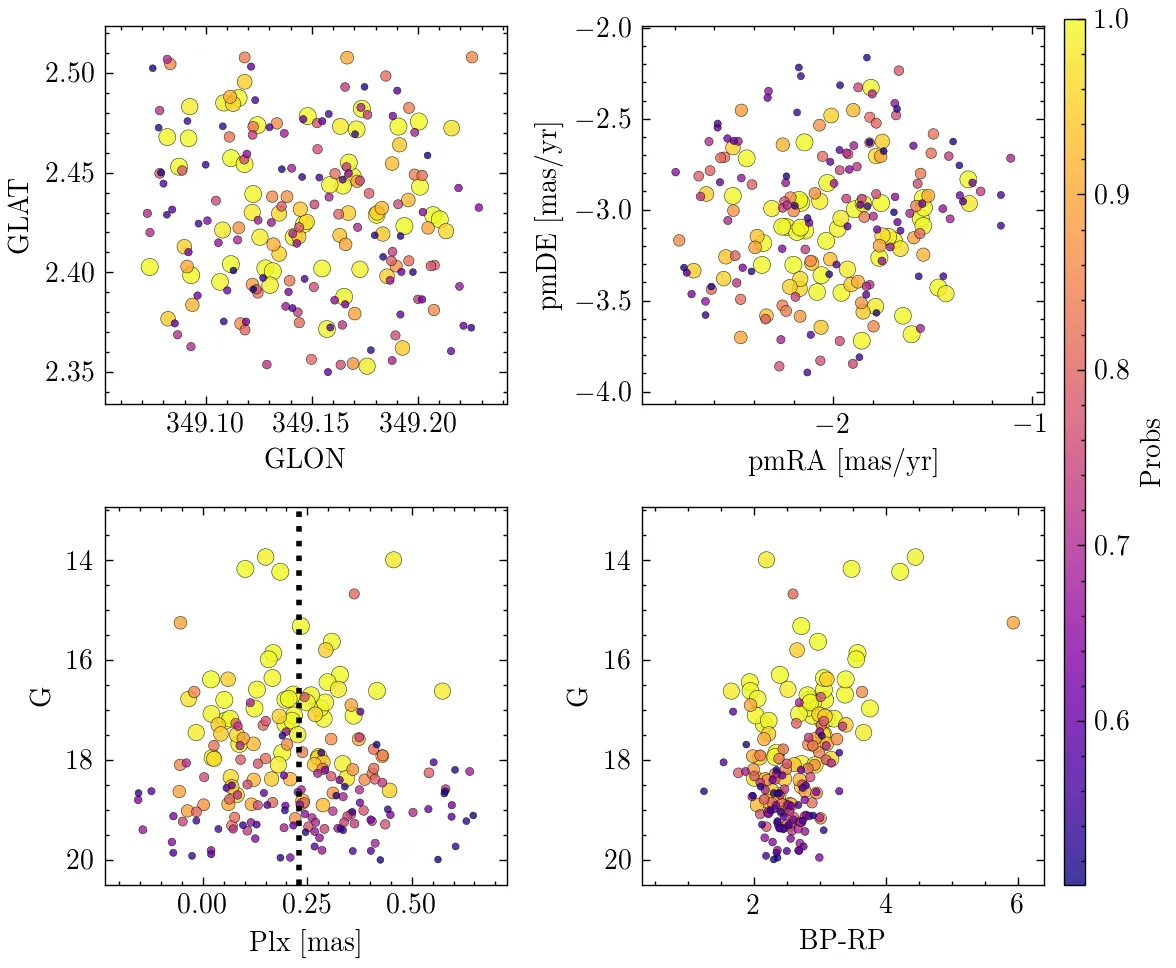 2.50
2.45
2.40
2.35
GLAT
349.10 349.15 349.20
GLON
−2.0
−2.5
−3.0
−3.5
−4.0
pmDE [mas/yr]
−2 −1
pmRA [mas/yr]
14
16
18
20
G
0.00 0.25 0.50
Plx [mas]
14
16
18
20
G
2 4 6
BP-RP
1.0
0.9
0.8
0.7
0.6
Probs